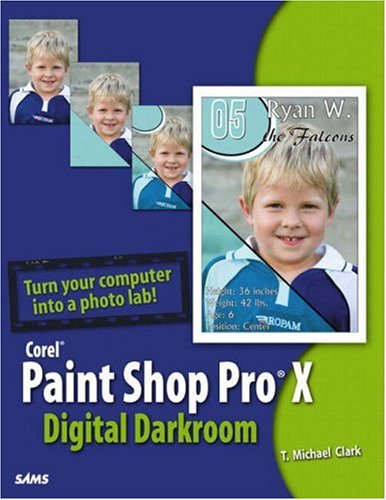 05 Ryan W.
the Falcons
Height: 36 inches
Weight: 42 lbs.
Age: 6
Position: Center
ROPAM
Turn your computer
into a photo lab!
Corel®
Paint Shop Pro® X
Digital Darkroom
T. Michael Clark
SAMS